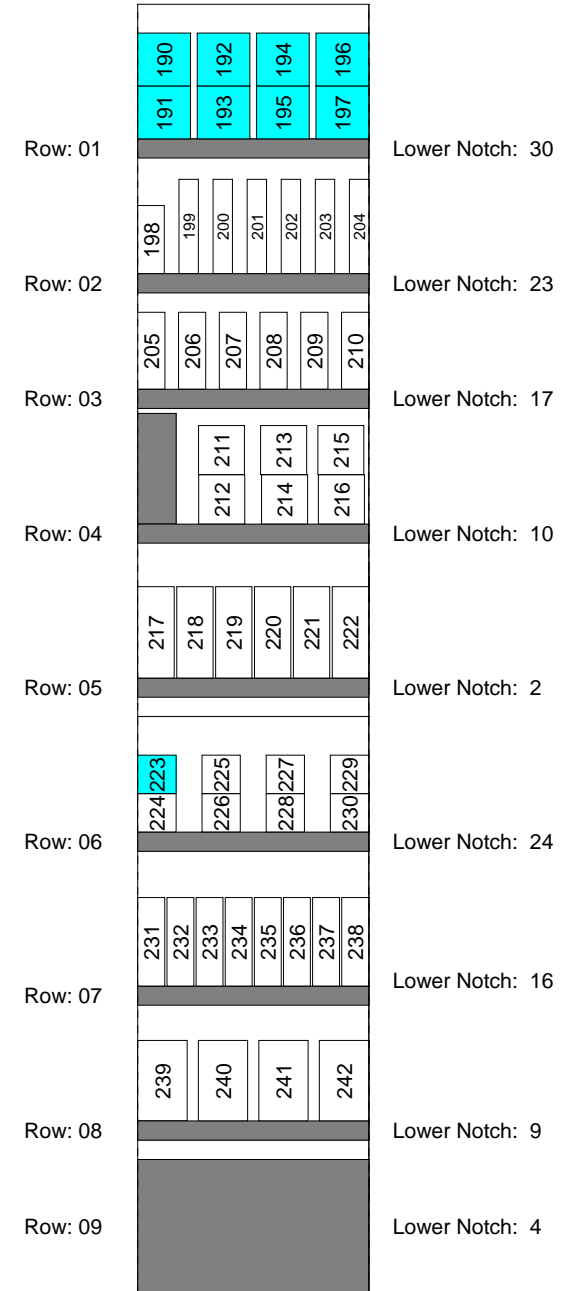 190 192 194 196
191 193 195 197
Row: 01 Lower Notch: 30
198 199 200 201 202 203 204
Row: 02 Lower Notch: 23
205 206 207 208 209 210
Row: 03 Lower Notch: 17
211 213 215
212 214 216
Row: 04 Lower Notch: 10
217 218 219 220 221 222
Row: 05 Lower Notch: 2
223 225 227 229
224 226 228 230
Row: 06 Lower Notch: 24
231 232 233 234 235 236 237 238
Row: 07 Lower Notch: 16
239 240 241 242
Row: 08 Lower Notch: 9
Row: 09 Lower Notch: 4